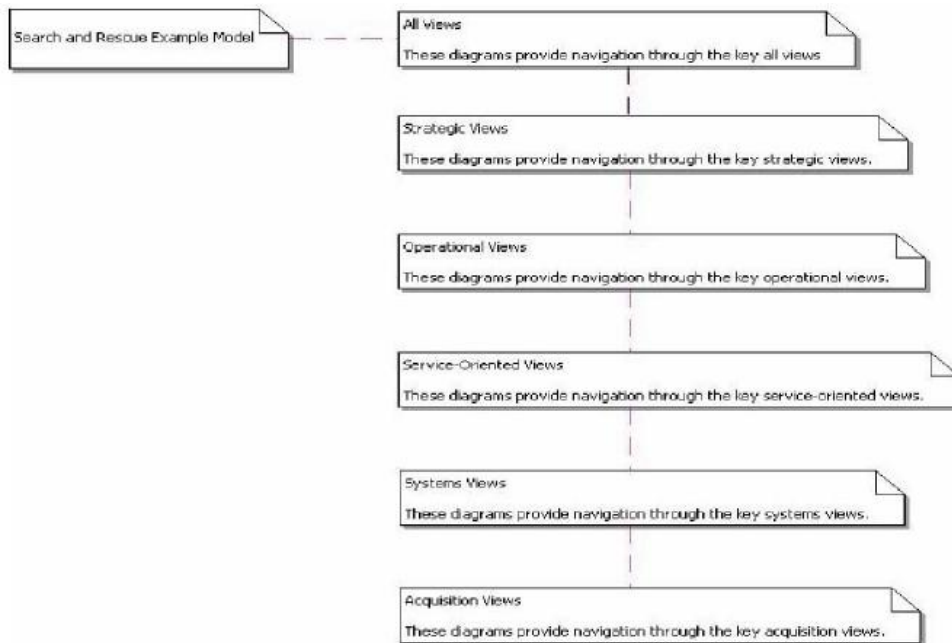 Search and Rescue Example Model
All Views
These diagrams provide navigation through the key all views
Strategic Views
These diagrams provide navigation through the key strategic views.
Operational Views
These diagrams provide navigation through the key operational views.
Service-Oriented Views
These diagrams provide navigation through the key service-oriented views.
Systems Views
These diagrams provide navigation through the key systems views.
Acquisition Views
These diagrams provide navigation through the key acquisition views.